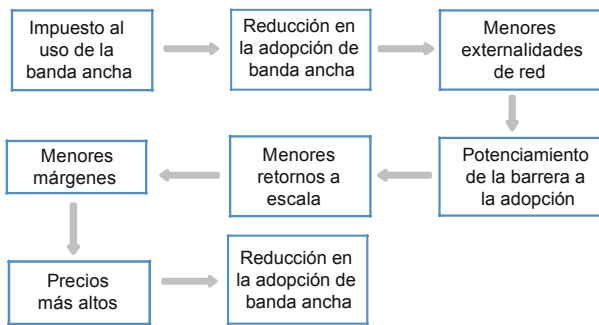 Impuesto al
uso de la
banda ancha
Reducción en
la adopción de
banda ancha
Menores
externalidades
de red
Potenciamiento
de la barrera a
la adopción
Menores
retornos a
escala
Menores
márgenes
Precios
más altos
Reducción en
la adopción de
banda ancha